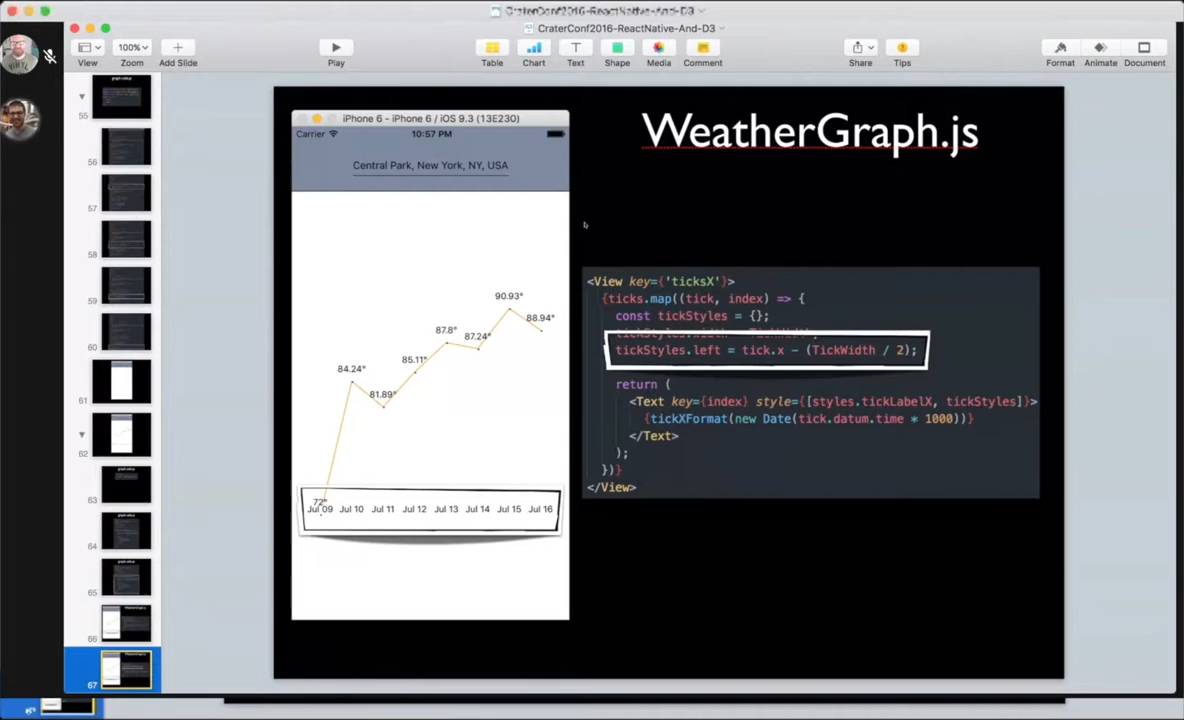 CraterConf2016-ReactNative-And-D3
CraterConf2016-ReactNative-And-D3
100%
View
Zoom
Add Slide
Play
Table
Chart
Text
Shape
Media
Comment
Share
Tips
Format
Animate
Document
55
56
57
58
59
60
61
62
63
64
65
66
67
iPhone 6 - iPhone 6 / iOS 9.3 (13E230)
Carrier
10:57 PM
Central Park, New York, NY, USA
90.93°
88.94°
87.8°
87.24°
85.11°
84.24°
81.89°
72°
Jul 09 Jul 10 Jul 11 Jul 12 Jul 13 Jul 14 Jul 15 Jul 16
WeatherGraph.js
<View key={'ticksX'}>
{ticks.map((tick, index) => {
const tickStyles = {};
tickStyles.left = tick.x - (TickWidth / 2);
return (
<Text key={index} style={[styles.tickLabelX, tickStyles]}>
{tickXFormat(new Date(tick.datum.time * 1000))}
</Text>
);
})}
</View>